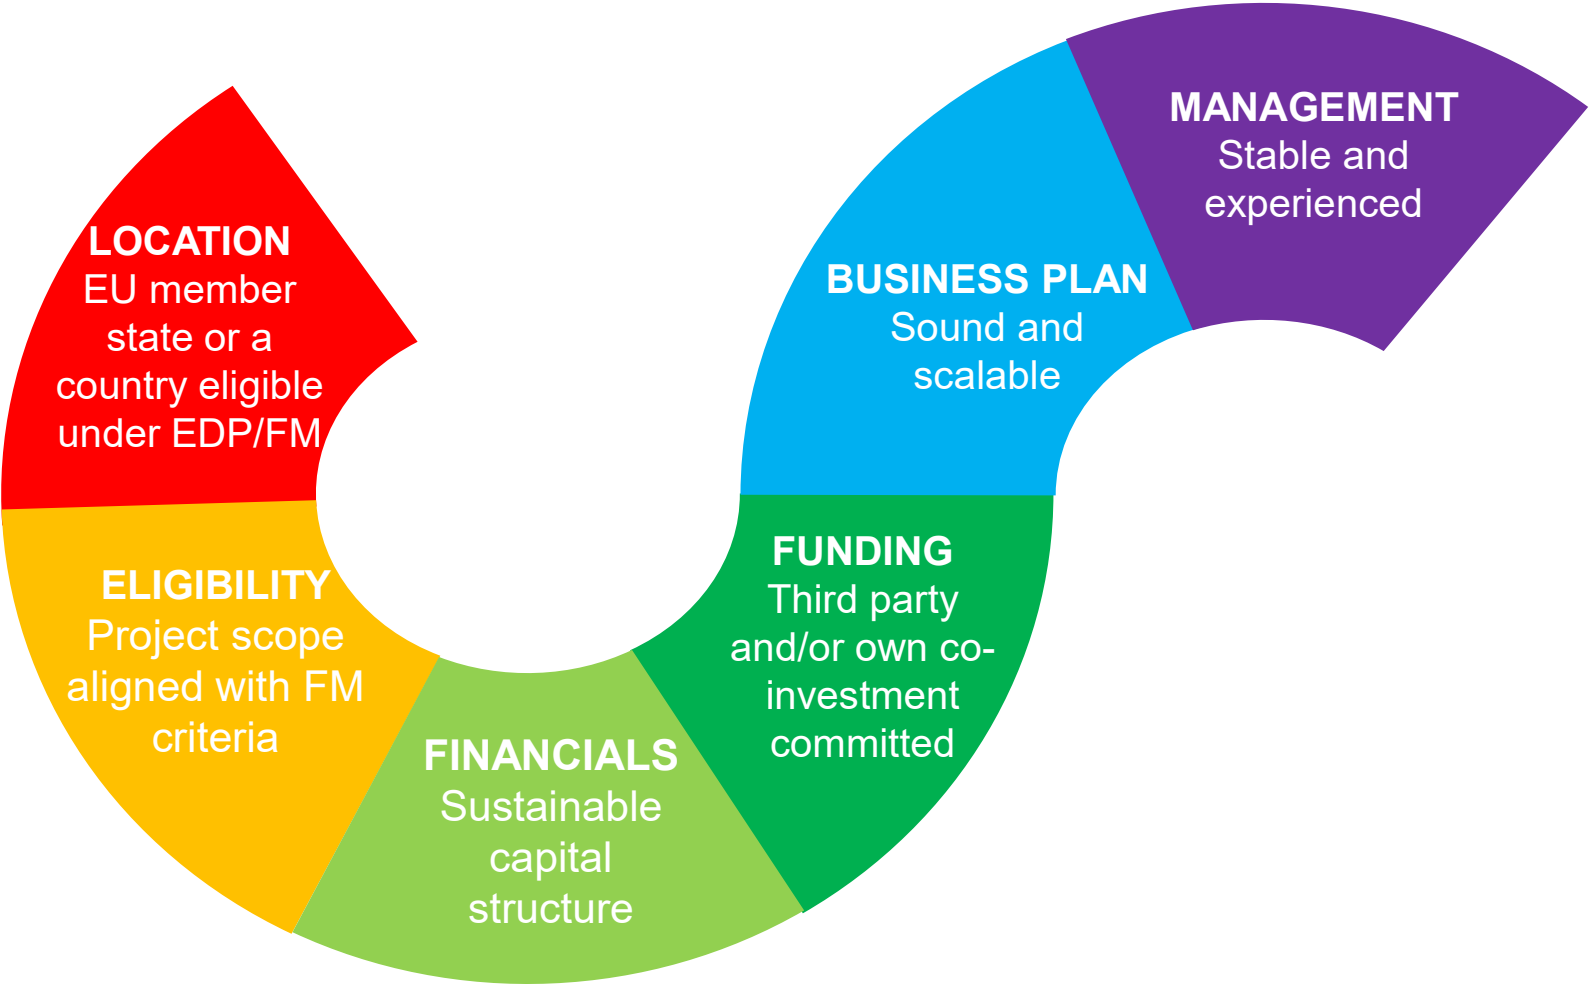 LOCATION
EU member
state or a
country eligible
under EDP/FM
ELIGIBILITY
Project scope
aligned with FM
criteria
FINANCIALS
Sustainable
capital
structure
FUNDING
Third party
and/or own co-
investment
committed
BUSINESS PLAN
Sound and
scalable
MANAGEMENT
Stable and
experienced